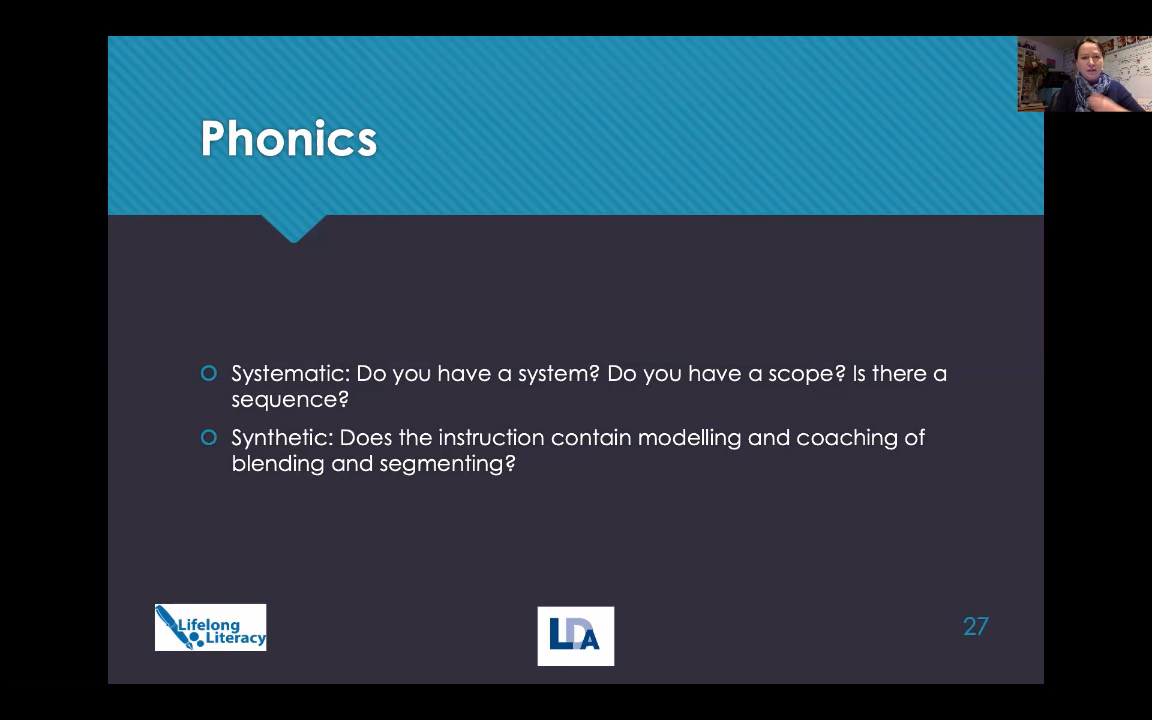 Phonics
Systematic: Do you have a system? Do you have a scope? Is there a
sequence?
Synthetic: Does the instruction contain modelling and coaching of
blending and segmenting?
Lifelong
Literacy
LDA
27